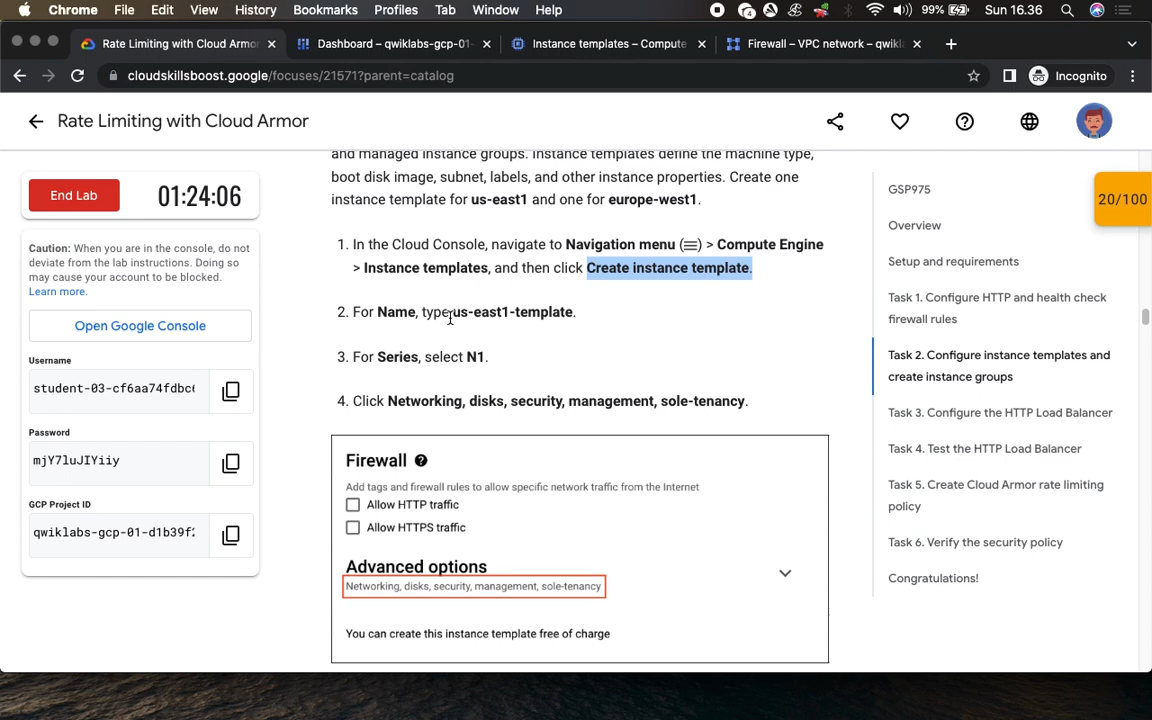 Chrome File Edit View History Bookmarks Profiles Tab Window Help 99% Sun 16.36
Rate Limiting with Cloud Armor
Dashboard – qwiklabs-gcp-01-
Instance templates – Compute
Firewall – VPC network – qwikla
cloudskillsboost.google/focuses/21571?parent=catalog
Incognito
Rate Limiting with Cloud Armor
End Lab
01:24:06
Caution: When you are in the console, do not
deviate from the lab instructions. Doing so
may cause your account to be blocked.
Learn more.
Open Google Console
Username
student-03-cf6aa74fdbc6
Password
mjY7luJIYiiy
GCP Project ID
qwiklabs-gcp-01-d1b39f2
and managed instance groups. Instance templates define the machine type,
boot disk image, subnet, labels, and other instance properties. Create one
instance template for us-east1 and one for europe-west1.
1. In the Cloud Console, navigate to Navigation menu (≡) > Compute Engine
> Instance templates, and then click Create instance template.
2. For Name, type us-east1-template.
3. For Series, select N1.
4. Click Networking, disks, security, management, sole-tenancy.
Firewall
Add tags and firewall rules to allow specific network traffic from the Internet
Allow HTTP traffic
Allow HTTPS traffic
Advanced options
Networking, disks, security, management, sole-tenancy
You can create this instance template free of charge
GSP975
20/100
Overview
Setup and requirements
Task 1. Configure HTTP and health check
firewall rules
Task 2. Configure instance templates and
create instance groups
Task 3. Configure the HTTP Load Balancer
Task 4. Test the HTTP Load Balancer
Task 5. Create Cloud Armor rate limiting
policy
Task 6. Verify the security policy
Congratulations!